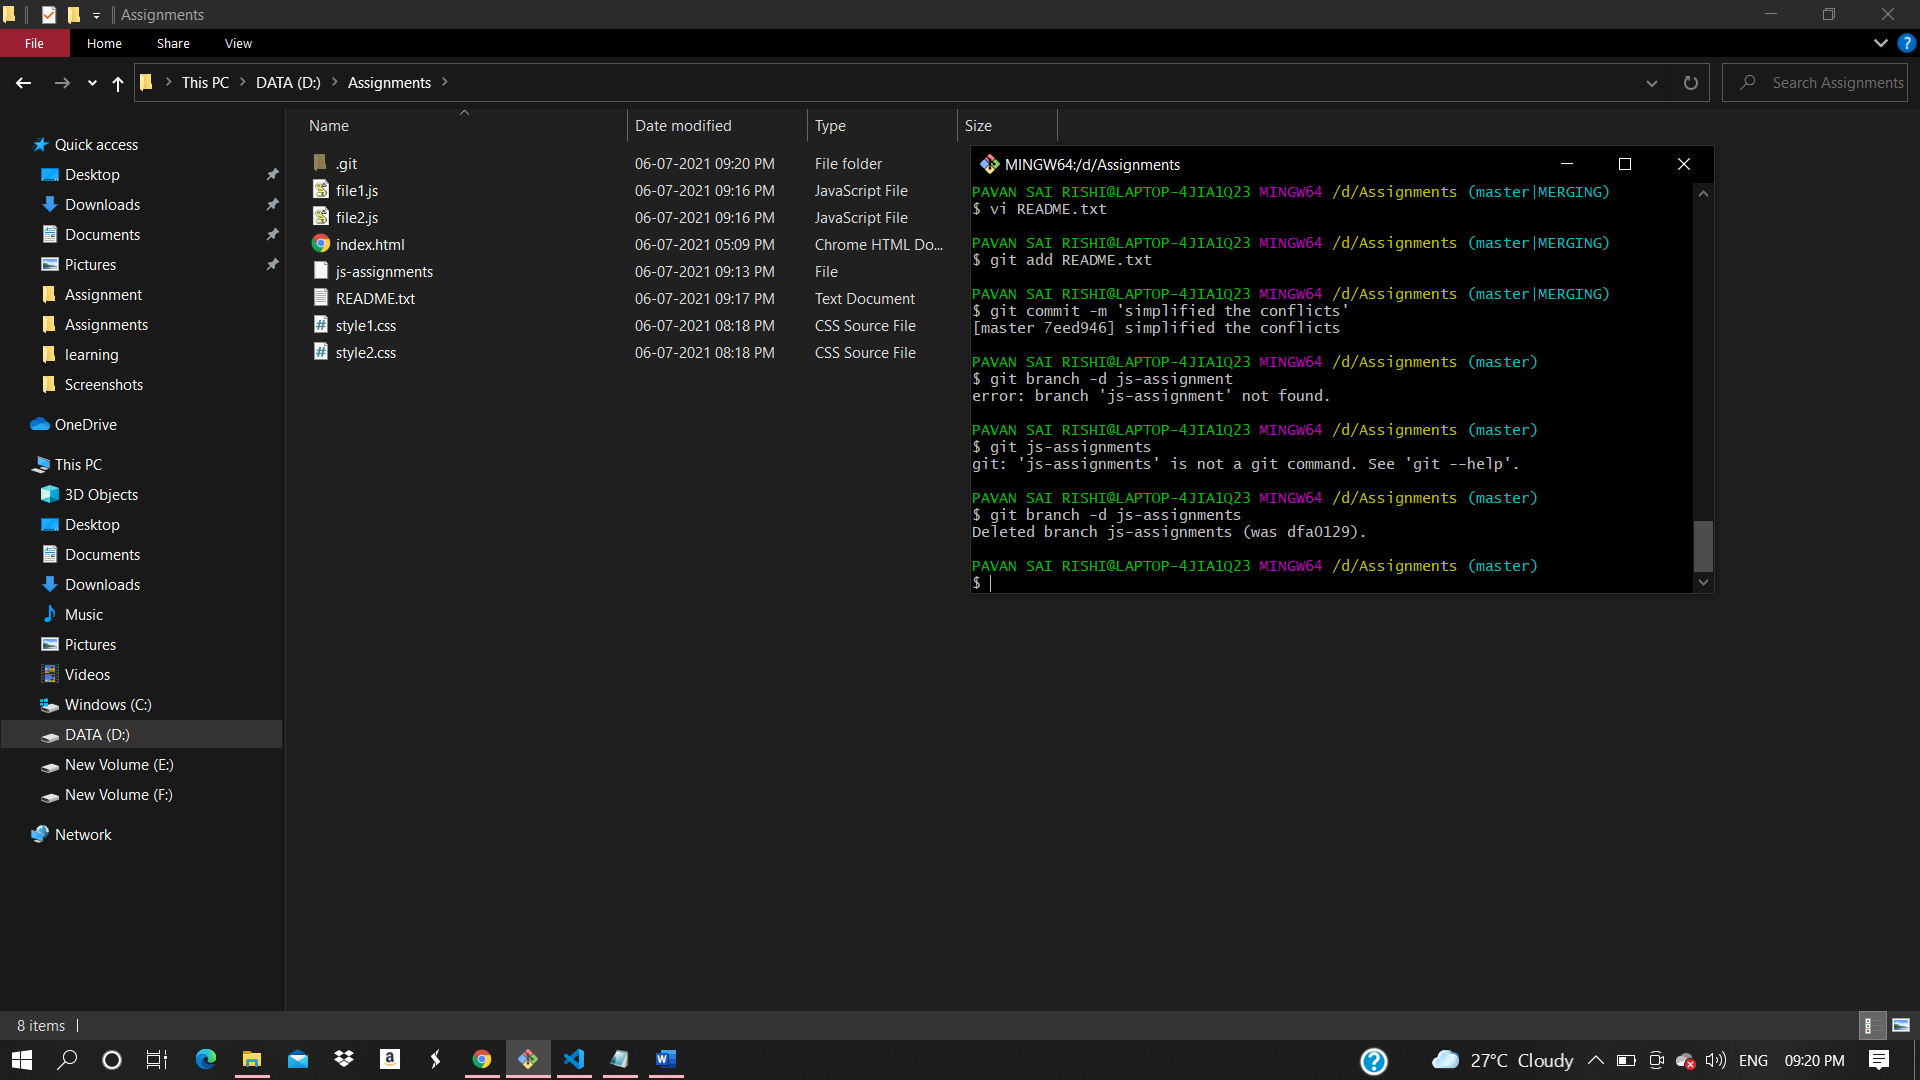 Assignments
File Home Share View
This PC DATA (D:) Assignments
Search Assignments
Name Date modified Type Size
.git 06-07-2021 09:20 PM File folder
file1.js 06-07-2021 09:16 PM JavaScript File
file2.js 06-07-2021 09:16 PM JavaScript File
index.html 06-07-2021 05:09 PM Chrome HTML Do...
js-assignments 06-07-2021 09:13 PM File
README.txt 06-07-2021 09:17 PM Text Document
style1.css 06-07-2021 08:18 PM CSS Source File
style2.css 06-07-2021 08:18 PM CSS Source File
Quick access
Desktop
Downloads
Documents
Pictures
Assignment
Assignments
learning
Screenshots
OneDrive
This PC
3D Objects
Desktop
Documents
Downloads
Music
Pictures
Videos
Windows (C:)
DATA (D:)
New Volume (E:)
New Volume (F:)
Network
MINGW64:/d/Assignments
PAVAN SAI RISHI@LAPTOP-4JIA1Q23 MINGW64 /d/Assignments (master|MERGING)
$ vi README.txt
PAVAN SAI RISHI@LAPTOP-4JIA1Q23 MINGW64 /d/Assignments (master|MERGING)
$ git add README.txt
PAVAN SAI RISHI@LAPTOP-4JIA1Q23 MINGW64 /d/Assignments (master|MERGING)
$ git commit -m 'simplified the conflicts'
[master 7eed946] simplified the conflicts
PAVAN SAI RISHI@LAPTOP-4JIA1Q23 MINGW64 /d/Assignments (master)
$ git branch -d js-assignment
error: branch 'js-assignment' not found.
PAVAN SAI RISHI@LAPTOP-4JIA1Q23 MINGW64 /d/Assignments (master)
$ git js-assignments
git: 'js-assignments' is not a git command. See 'git --help'.
PAVAN SAI RISHI@LAPTOP-4JIA1Q23 MINGW64 /d/Assignments (master)
$ git branch -d js-assignments
Deleted branch js-assignments (was dfa0129).
PAVAN SAI RISHI@LAPTOP-4JIA1Q23 MINGW64 /d/Assignments (master)
$
8 items
27°C Cloudy ENG 09:20 PM